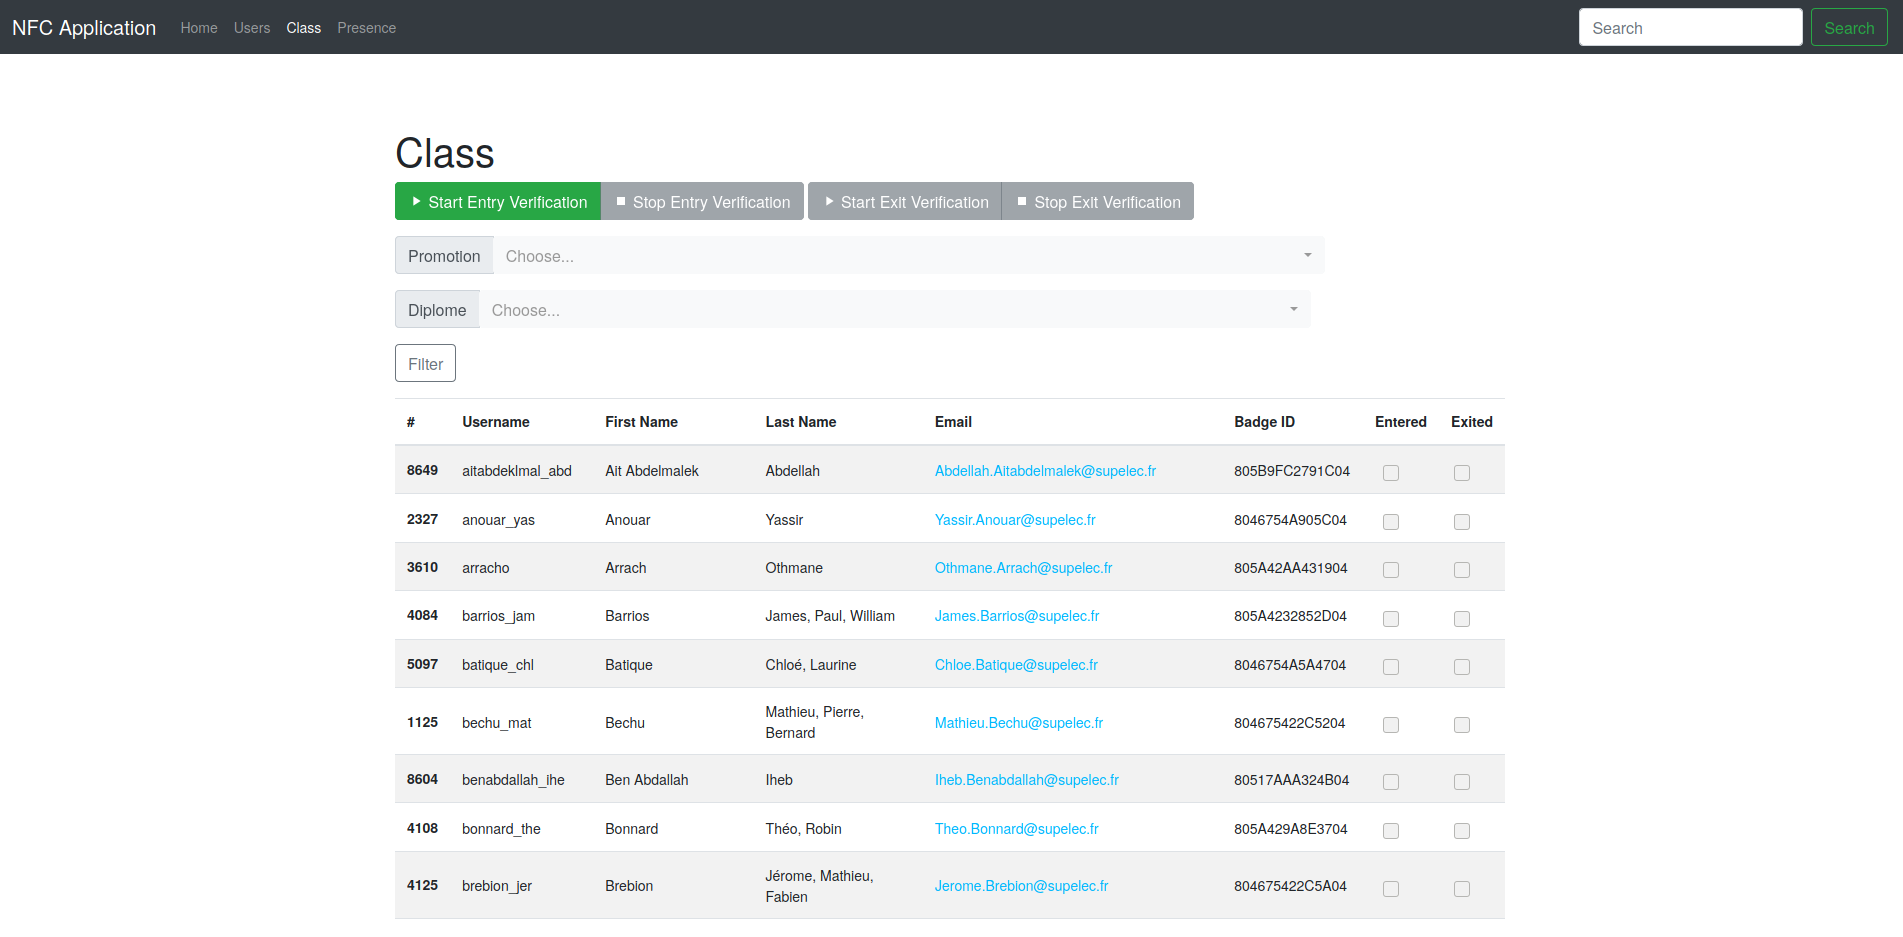 NFC Application Home Users Class Presence Search Search
Class
Start Entry Verification Stop Entry Verification Start Exit Verification Stop Exit Verification
Promotion Choose...
Diplome Choose...
Filter
# Username First Name Last Name Email Badge ID Entered Exited
8649 aitabdeklmal_abd Ait Abdelmalek Abdellah Abdellah.Aitabdelmalek@supelec.fr 805B9FC2791C04
2327 anouar_yas Anouar Yassir Yassir.Anouar@supelec.fr 8046754A905C04
3610 arracho Arrach Othmane Othmane.Arrach@supelec.fr 805A42AA431904
4084 barrios_jam Barrios James, Paul, William James.Barrios@supelec.fr 805A4232852D04
5097 batique_chl Batique Chloé, Laurine Chloe.Batique@supelec.fr 8046754A5A4704
1125 bechu_mat Bechu Mathieu, Pierre, Mathieu.Bechu@supelec.fr 804675422C5204
Bernard
8604 benabdallah_ihe Ben Abdallah Iheb Iheb.Benabdallah@supelec.fr 80517AAA324B04
4108 bonnard_the Bonnard Théo, Robin Theo.Bonnard@supelec.fr 805A429A8E3704
4125 brebion_jer Brebion Jérome, Mathieu, Jerome.Brebion@supelec.fr 804675422C5A04
Fabien